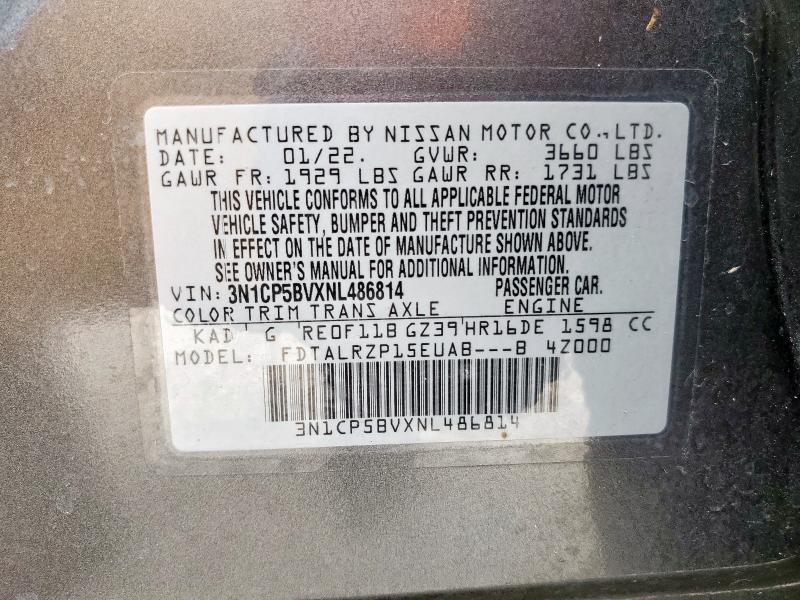 MANUFACTURED BY NISSAN MOTOR CO.,LTD.
DATE: 01/22. GVWR: 3660 LBS
GAWR FR: 1929 LBS GAWR RR: 1731 LBS
THIS VEHICLE CONFORMS TO ALL APPLICABLE FEDERAL MOTOR
VEHICLE SAFETY, BUMPER AND THEFT PREVENTION STANDARDS
IN EFFECT ON THE DATE OF MANUFACTURE SHOWN ABOVE.
SEE OWNER'S MANUAL FOR ADDITIONAL INFORMATION.
VIN: 3N1CP5BVXNL486814 PASSENGER CAR.
COLOR TRIM TRANS AXLE ENGINE
KAD G RE0F11B GZ39 HR16DE 1598 CC
MODEL: FDTALRZP15EUAB---B 4Z000
3N1CP5BVXNL486814